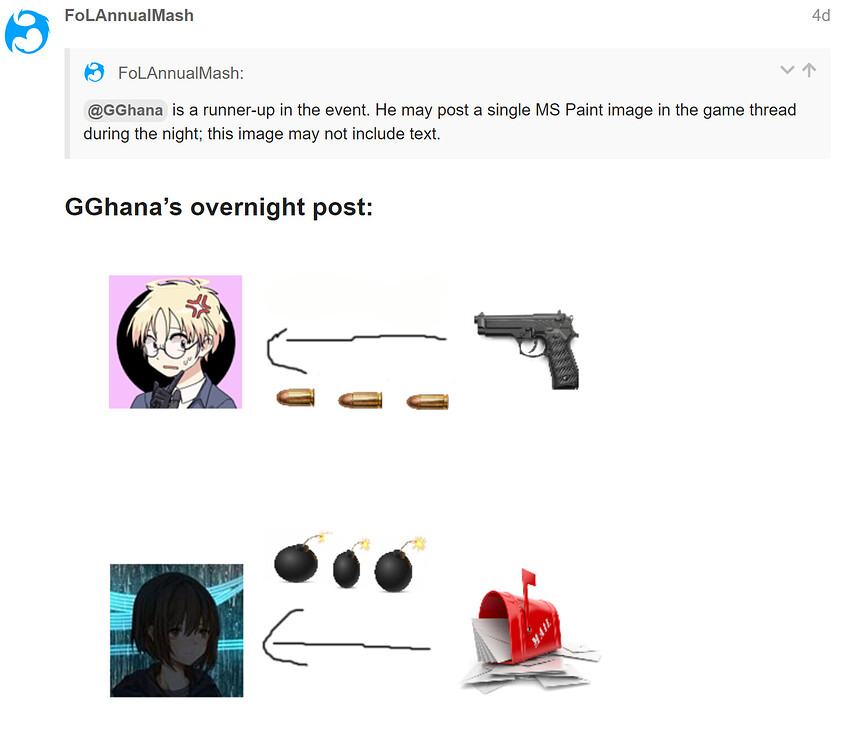 FoLAnnualMash
4d
FoLAnnualMash:
@GGhana is a runner-up in the event. He may post a single MS Paint image in the game thread
during the night; this image may not include text.
GGhana’s overnight post:
MAIL